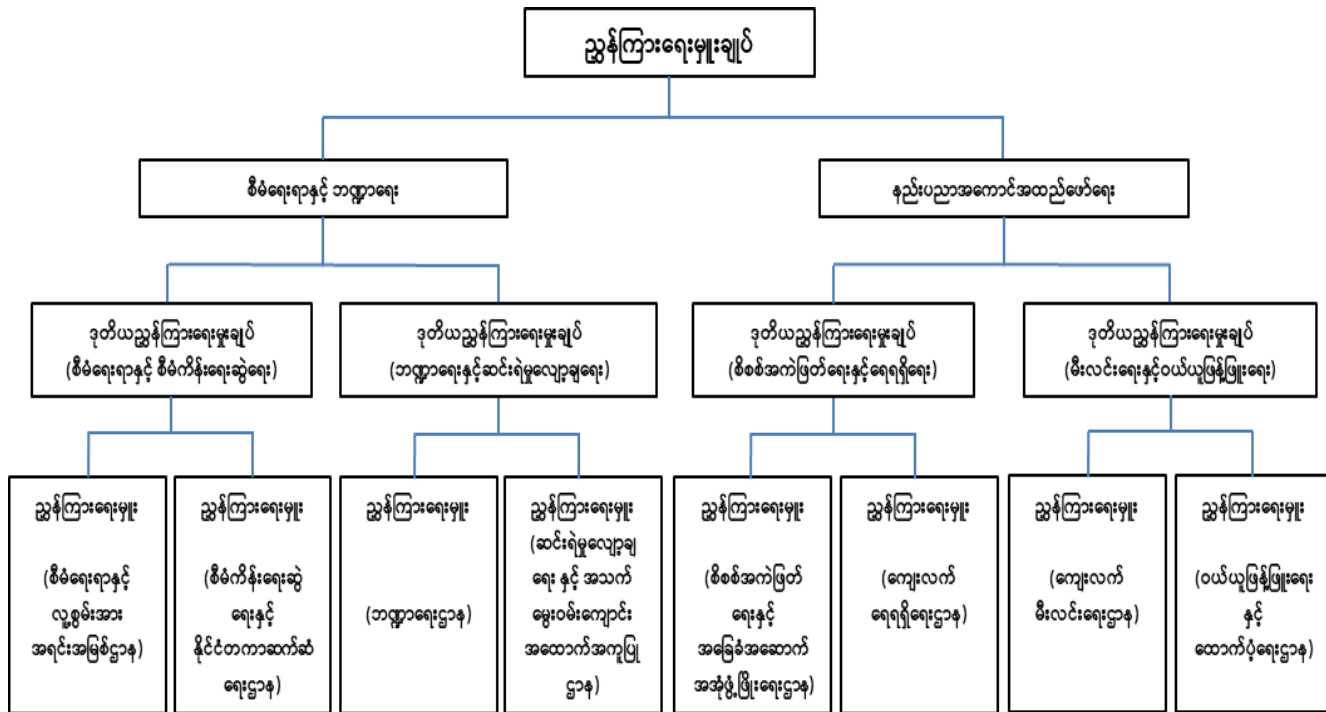 ညွှန်ကြားရေးမှူးချုပ်
စီမံရေးရာနှင့် ဘဏ္ဍာရေး
နည်းပညာအကောင်အထည်ဖော်ရေး
ဒုတိယညွှန်ကြားရေးမှူးချုပ်
(စီမံရေးရာနှင့် စီမံကိန်းရေးဆွဲရေး)
ဒုတိယညွှန်ကြားရေးမှူးချုပ်
(ဘဏ္ဍာရေးနှင့်ဆင်းရဲမှုလျော့ချရေး)
ဒုတိယညွှန်ကြားရေးမှူးချုပ်
(စိစစ်အကဲဖြတ်ရေးနှင့်ရေရရှိရေး)
ဒုတိယညွှန်ကြားရေးမှူးချုပ်
(မီးလင်းရေးနှင့်ဝယ်ယူဖြန့်ဖြူးရေး)
ညွှန်ကြားရေးမှူး
(စီမံရေးရာနှင့်
လူ့စွမ်းအား
အရင်းအမြစ်ဌာန)
ညွှန်ကြားရေးမှူး
(စီမံကိန်းရေးဆွဲ
ရေးနှင့်
နိုင်ငံတကာဆက်ဆံ
ရေးဌာန)
ညွှန်ကြားရေးမှူး
(ဘဏ္ဍာရေးဌာန)
ညွှန်ကြားရေးမှူး
(ဆင်းရဲမှုလျော့ချ
ရေး နှင့် အသက်
မွေးဝမ်းကျောင်း
အထောက်အကူပြု
ဌာန)
ညွှန်ကြားရေးမှူး
(စိစစ်အကဲဖြတ်
ရေးနှင့်
အခြေခံအဆောက်
အအုံဖွံ့ဖြိုးရေးဌာန)
ညွှန်ကြားရေးမှူး
(ကျေးလက်
ရေရရှိရေးဌာန)
ညွှန်ကြားရေးမှူး
(ကျေးလက်
မီးလင်းရေးဌာန)
ညွှန်ကြားရေးမှူး
(ဝယ်ယူဖြန့်ဖြူးရေး
နှင့်
ထောက်ပံ့ရေးဌာန)